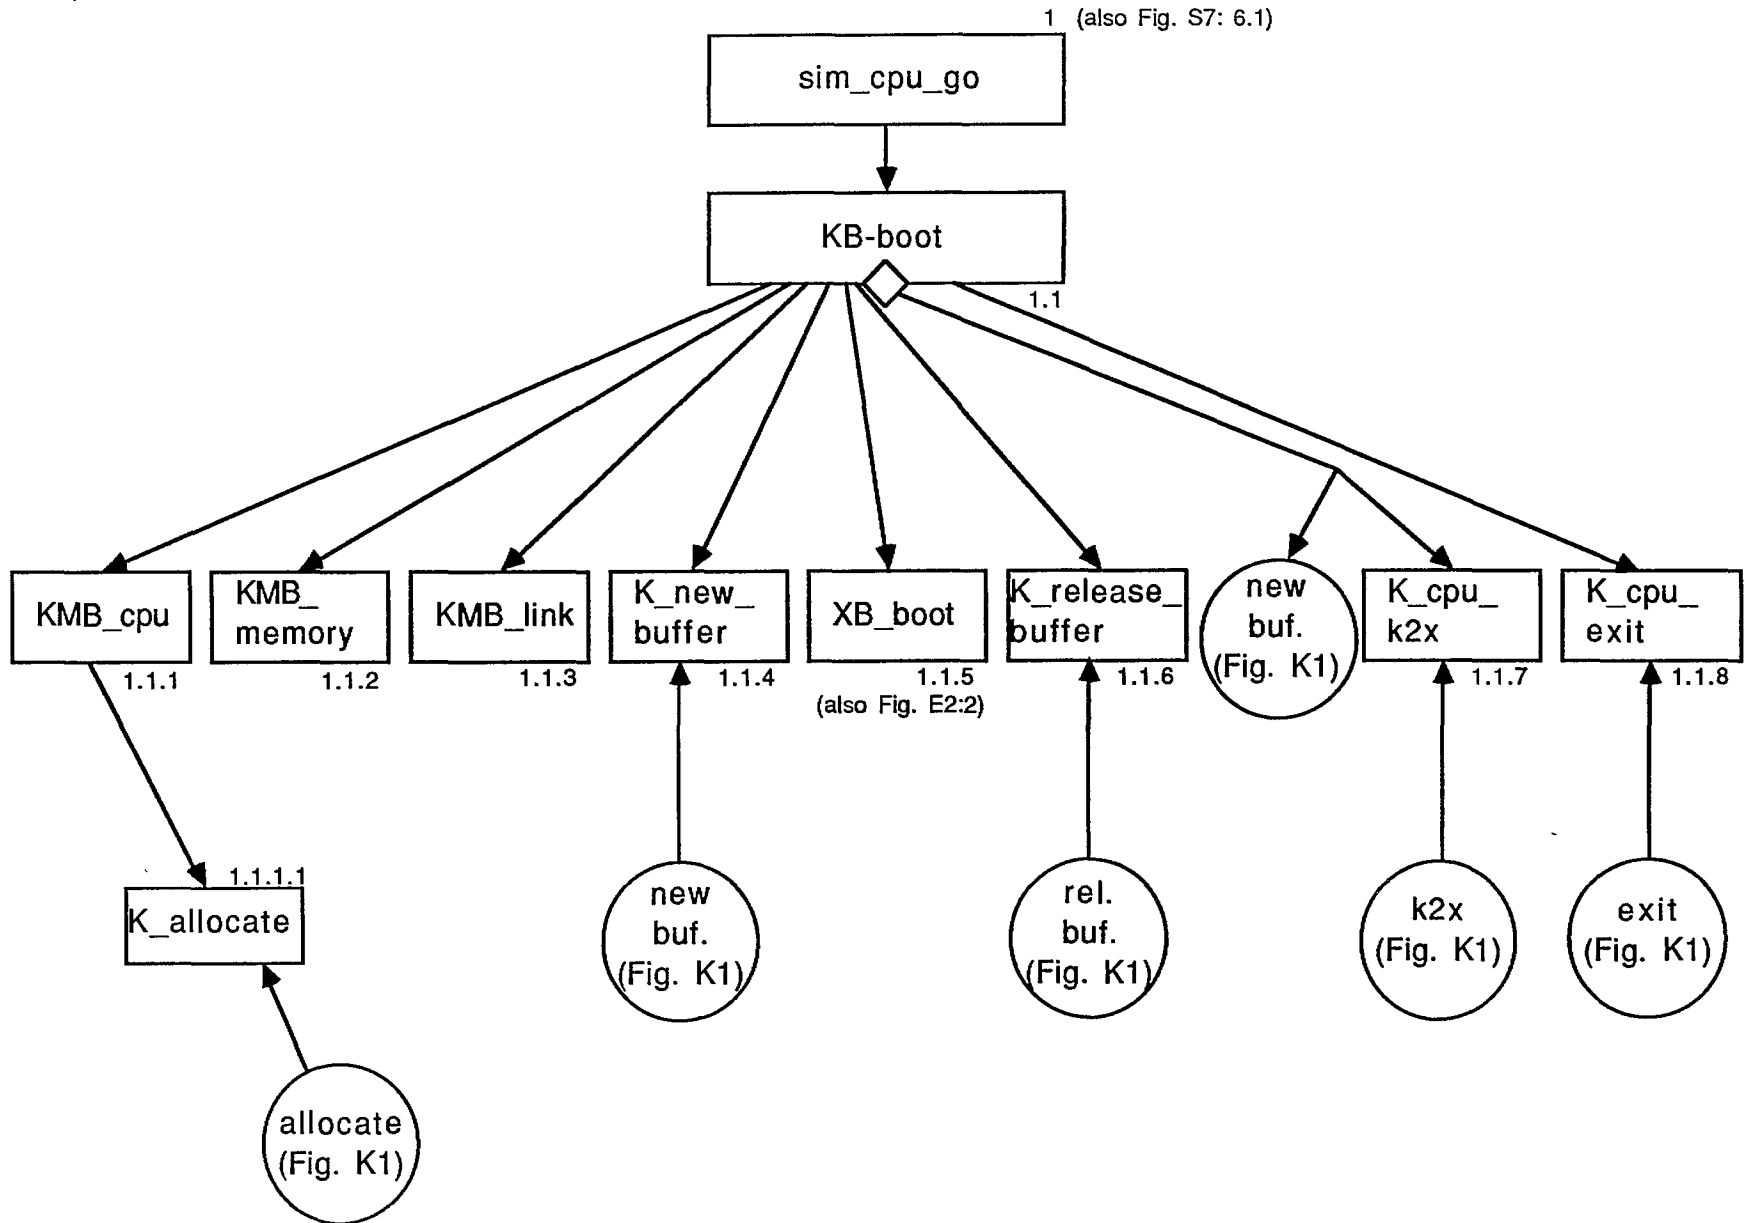 1 (also Fig. S7: 6.1)
sim_cpu_go
KB-boot
1.1
KMB_cpu
1.1.1
KMB_
memory
1.1.2
KMB_link
1.1.3
K_new_
buffer
1.1.4
XB_boot
1.1.5
(also Fig. E2:2)
K_release_
buffer
1.1.6
new
buf.
(Fig. K1)
K_cpu_
k2x
1.1.7
K_cpu_
exit
1.1.8
1.1.1.1
K_allocate
new
buf.
(Fig. K1)
rel.
buf.
(Fig. K1)
k2x
(Fig. K1)
exit
(Fig. K1)
allocate
(Fig. K1)